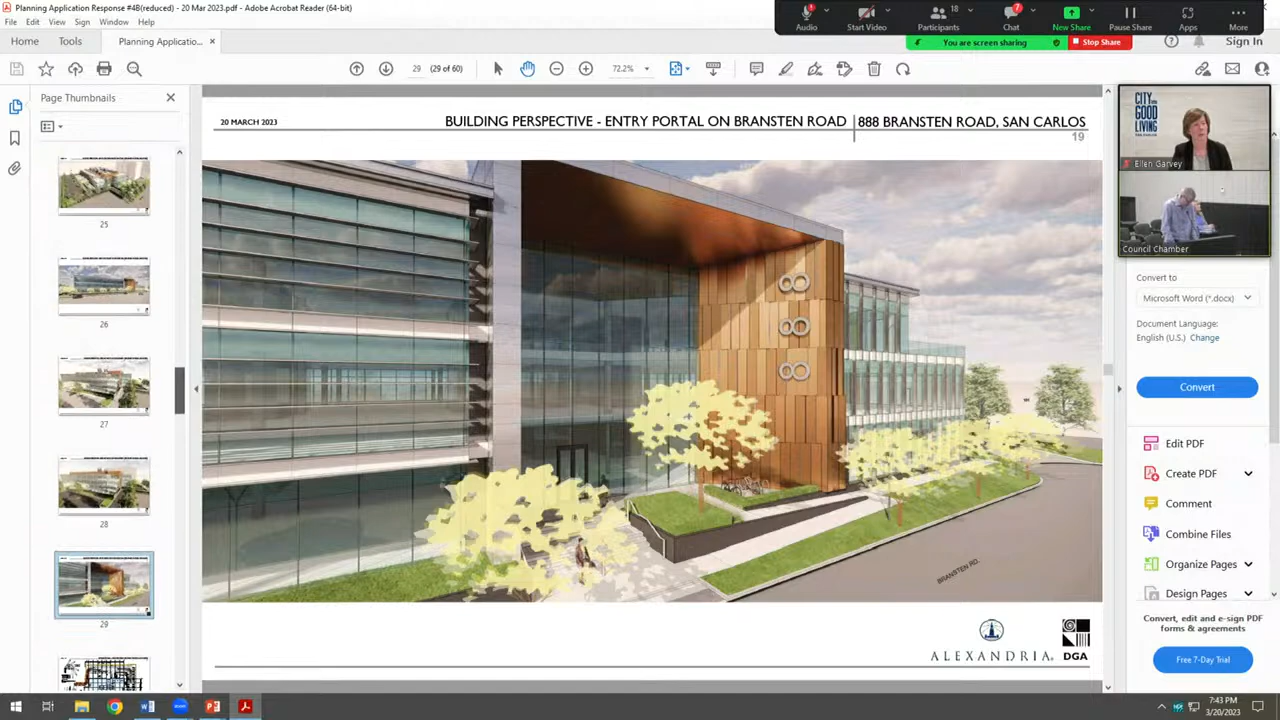 Planning Application Response #4B(reduced) - 20 Mar 2023.pdf - Adobe Acrobat Reader (64-bit)
File Edit View Sign Window Help
Home Tools Planning Applicatio... ×
Audio Start Video 18 Participants 7 Chat New Share Pause Share Apps More
You are screen sharing Stop Share
Sign In
29 (29 of 60) 72.2%
Page Thumbnails
25
26
27
28
29
20 MARCH 2023 BUILDING PERSPECTIVE - ENTRY PORTAL ON BRANSTEN ROAD 888 BRANSTEN ROAD, SAN CARLOS
19
BRANSTEN RD.
ALEXANDRIA. DGA
CITY OF GOOD LIVING
Ellen Garvey
Council Chamber
Convert to
Microsoft Word (*.docx)
Document Language:
English (U.S.) Change
Convert
Edit PDF
Create PDF
Comment
Combine Files
Organize Pages
Design Pages
Convert, edit and e-sign PDF
forms & agreements
Free 7-Day Trial
7:43 PM
3/20/2023